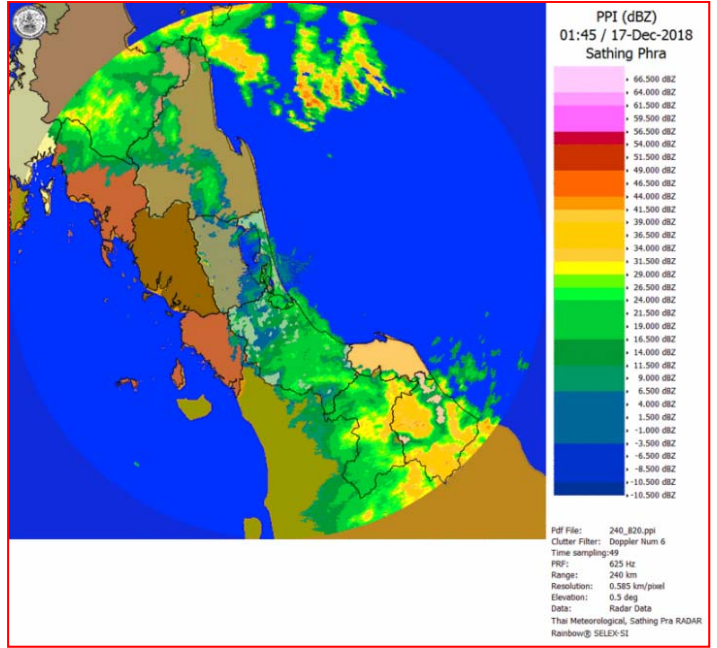 PPI (dBZ)
01:45 / 17-Dec-2018
Sathing Phra
66.500 dBZ
64.000 dBZ
61.500 dBZ
59.500 dBZ
56.500 dBZ
54.000 dBZ
51.500 dBZ
49.000 dBZ
46.500 dBZ
44.000 dBZ
41.500 dBZ
39.000 dBZ
36.500 dBZ
34.000 dBZ
31.500 dBZ
29.000 dBZ
26.500 dBZ
24.000 dBZ
21.500 dBZ
19.000 dBZ
16.500 dBZ
14.000 dBZ
11.500 dBZ
9.000 dBZ
6.500 dBZ
4.000 dBZ
1.500 dBZ
-1.000 dBZ
-3.500 dBZ
-6.500 dBZ
-8.500 dBZ
-10.500 dBZ
-10.500 dBZ
Pdf File: 240_820.ppi
Clutter Filter: Doppler Num 6
Time sampling:49
PRF: 625 Hz
Range: 240 km
Resolution: 0.585 km/pixel
Elevation: 0.5 deg
Data: Radar Data
Thai Meteorological, Sathing Pra RADAR
Rainbow® SELEX-SI